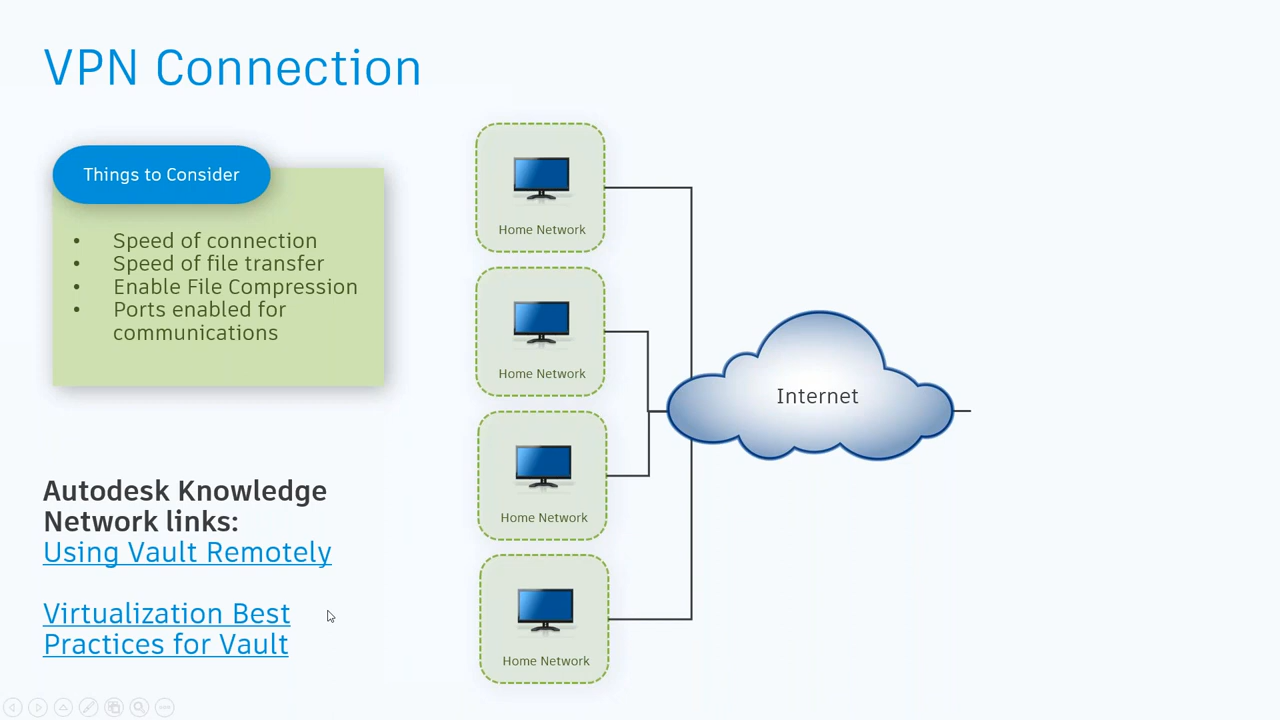 VPN Connection
Things to Consider
• Speed of connection
• Speed of file transfer
• Enable File Compression
• Ports enabled for
communications
Autodesk Knowledge
Network links:
Using Vault Remotely
Virtualization Best
Practices for Vault
Home Network
Home Network
Home Network
Home Network
Internet